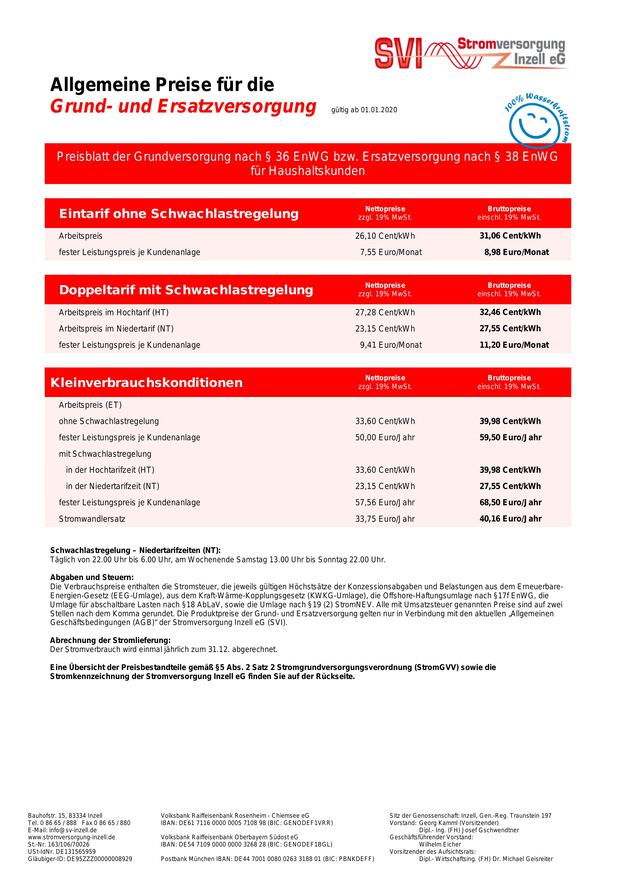 SVI Stromversorgung
Inzell eG
Allgemeine Preise für die
Grund- und Ersatzversorgung gültig ab 01.01.2020
100% Wasserkraftstrom
Preisblatt der Grundversorgung nach § 36 EnWG bzw. Ersatzversorgung nach § 38 EnWG
für Haushaltskunden
Eintarif ohne Schwachlastregelung Nettopreise Bruttopreise
zzgl. 19% MwSt. einschl. 19% MwSt.
Arbeitspreis 26,10 Cent/kWh 31,06 Cent/kWh
fester Leistungspreis je Kundenanlage 7,55 Euro/Monat 8,98 Euro/Monat
Doppeltarif mit Schwachlastregelung Nettopreise Bruttopreise
zzgl. 19% MwSt. einschl. 19% MwSt.
Arbeitspreis im Hochtarif (HT) 27,28 Cent/kWh 32,46 Cent/kWh
Arbeitspreis im Niedertarif (NT) 23,15 Cent/kWh 27,55 Cent/kWh
fester Leistungspreis je Kundenanlage 9,41 Euro/Monat 11,20 Euro/Monat
Kleinverbrauchskonditionen Nettopreise Bruttopreise
zzgl. 19% MwSt. einschl. 19% MwSt.
Arbeitspreis (ET)
ohne Schwachlastregelung 33,60 Cent/kWh 39,98 Cent/kWh
fester Leistungspreis je Kundenanlage 50,00 Euro/Jahr 59,50 Euro/Jahr
mit Schwachlastregelung
in der Hochtarifzeit (HT) 33,60 Cent/kWh 39,98 Cent/kWh
in der Niedertarifzeit (NT) 23,15 Cent/kWh 27,55 Cent/kWh
fester Leistungspreis je Kundenanlage 57,56 Euro/Jahr 68,50 Euro/Jahr
Stromwandlersatz 33,75 Euro/Jahr 40,16 Euro/Jahr
Schwachlastregelung – Niedertarifzeiten (NT):
Täglich von 22.00 Uhr bis 6.00 Uhr, am Wochenende Samstag 13.00 Uhr bis Sonntag 22.00 Uhr.
Abgaben und Steuern:
Die Verbrauchspreise enthalten die Stromsteuer, die jeweils gültigen Höchstsätze der Konzessionsabgaben und Belastungen aus dem Erneuerbare-
Energien-Gesetz (EEG-Umlage), aus dem Kraft-Wärme-Kopplungsgesetz (KWKG-Umlage), die Offshore-Haftungsumlage nach §17f EnWG, die
Umlage für abschaltbare Lasten nach §18 AbLaV, sowie die Umlage nach §19 (2) StromNEV. Alle mit Umsatzsteuer genannten Preise sind auf zwei
Stellen nach dem Komma gerundet. Die Produktpreise der Grund- und Ersatzversorgung gelten nur in Verbindung mit den aktuellen „Allgemeinen
Geschäftsbedingungen (AGB)" der Stromversorgung Inzell eG (SVI).
Abrechnung der Stromlieferung:
Der Stromverbrauch wird einmal jährlich zum 31.12. abgerechnet.
Eine Übersicht der Preisbestandteile gemäß §5 Abs. 2 Satz 2 Stromgrundversorgungsverordnung (StromGVV) sowie die
Stromkennzeichnung der Stromversorgung Inzell eG finden Sie auf der Rückseite.
Bauhofstr. 15, 83334 Inzell
Tel. 0 86 65 / 888 Fax 0 86 65 / 880
E-Mail: info@sv-inzell.de
www.stromversorgung-inzell.de
St.-Nr. 163/106/70026
USt-IdNr. DE131565959
Gläubiger-ID: DE95ZZZ00000008929
Volksbank Raiffeisenbank Rosenheim - Chiemsee eG
IBAN: DE61 7116 0000 0005 7108 98 (BIC: GENODEF1VRR)
Volksbank Raiffeisenbank Oberbayern Südost eG
IBAN: DE54 7109 0000 0000 3268 28 (BIC: GENODEF1BGL)
Postbank München IBAN: DE44 7001 0080 0263 3188 01 (BIC: PBNKDEFF)
Sitz der Genossenschaft: Inzell, Gen.-Reg. Traunstein 197
Vorstand: Georg Kamml (Vorsitzender)
Dipl.- Ing. (FH) Josef Gschwendtner
Geschäftsführender Vorstand:
Wilhelm Eicher
Vorsitzender des Aufsichtsrats:
Dipl.- Wirtschaftsing. (FH) Dr. Michael Geisreiter